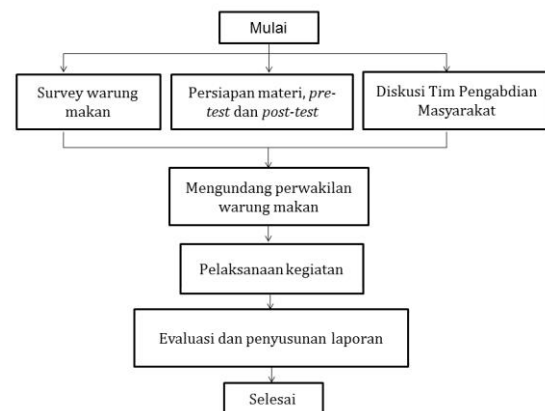 Mulai
Survey warung
makan
Persiapan materi, pre-
test dan post-test
Diskusi Tim Pengabdian
Masyarakat
Mengundang perwakilan
warung makan
Pelaksanaan kegiatan
Evaluasi dan penyusunan laporan
Selesai